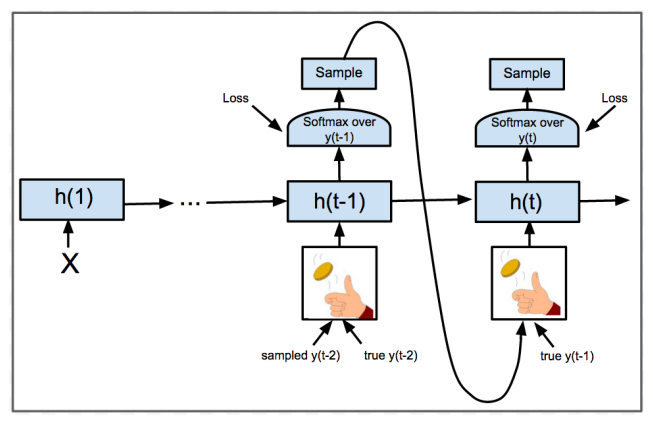 Sample
Sample
Loss
Loss
Softmax over
y(t-1)
Softmax over
y(t)
h(1)
...
h(t-1)
h(t)
X
sampled y(t-2)
true y(t-2)
true y(t-1)